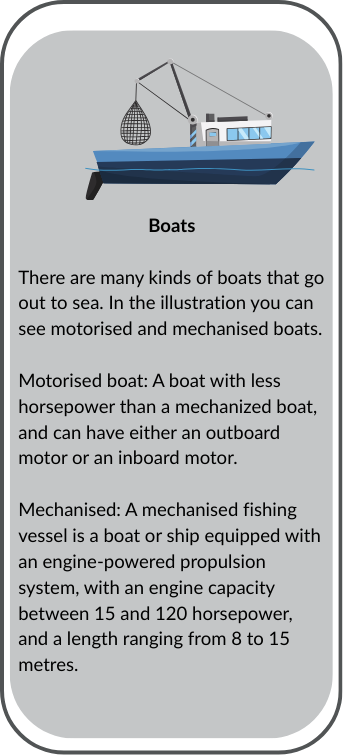 Boats
There are many kinds of boats that go
out to sea. In the illustration you can
see motorised and mechanised boats.
Motorised boat: A boat with less
horsepower than a mechanized boat,
and can have either an outboard
motor or an inboard motor.
Mechanised: A mechanised fishing
vessel is a boat or ship equipped with
an engine-powered propulsion
system, with an engine capacity
between 15 and 120 horsepower,
and a length ranging from 8 to 15
metres.